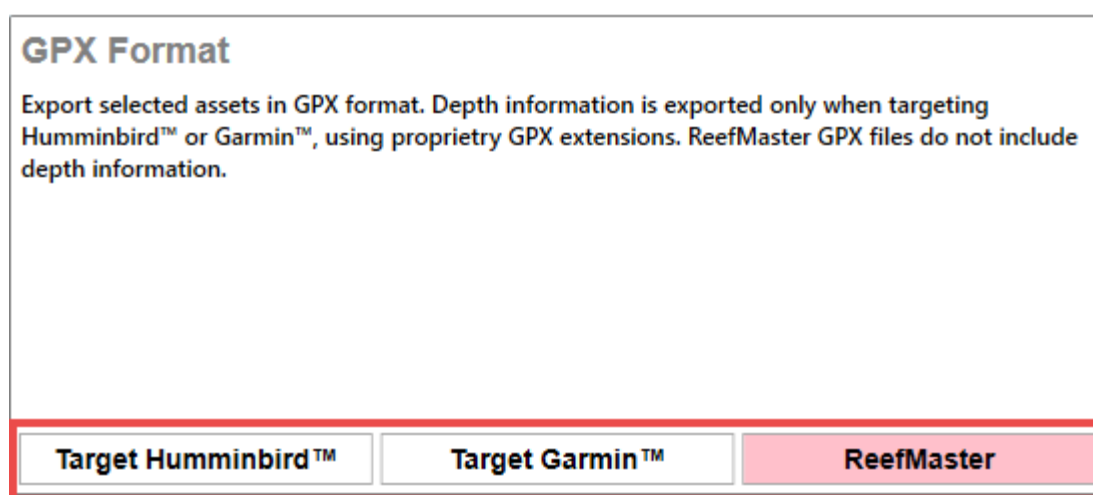 GPX Format
Export selected assets in GPX format. Depth information is exported only when targeting
Humminbird™ or Garmin™, using proprietry GPX extensions. ReefMaster GPX files do not include
depth information.
Target Humminbird™
Target Garmin™
ReefMaster